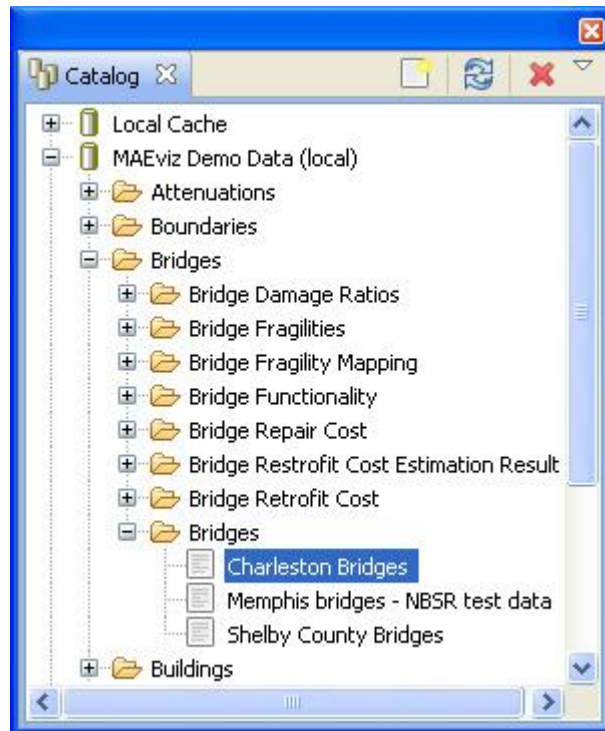 Catalog
Local Cache
MAEviz Demo Data (local)
Attenuations
Boundaries
Bridges
Bridge Damage Ratios
Bridge Fragilities
Bridge Fragility Mapping
Bridge Functionality
Bridge Repair Cost
Bridge Restrofit Cost Estimation Result
Bridge Retrofit Cost
Bridges
Charleston Bridges
Memphis bridges - NBSR test data
Shelby County Bridges
Buildings